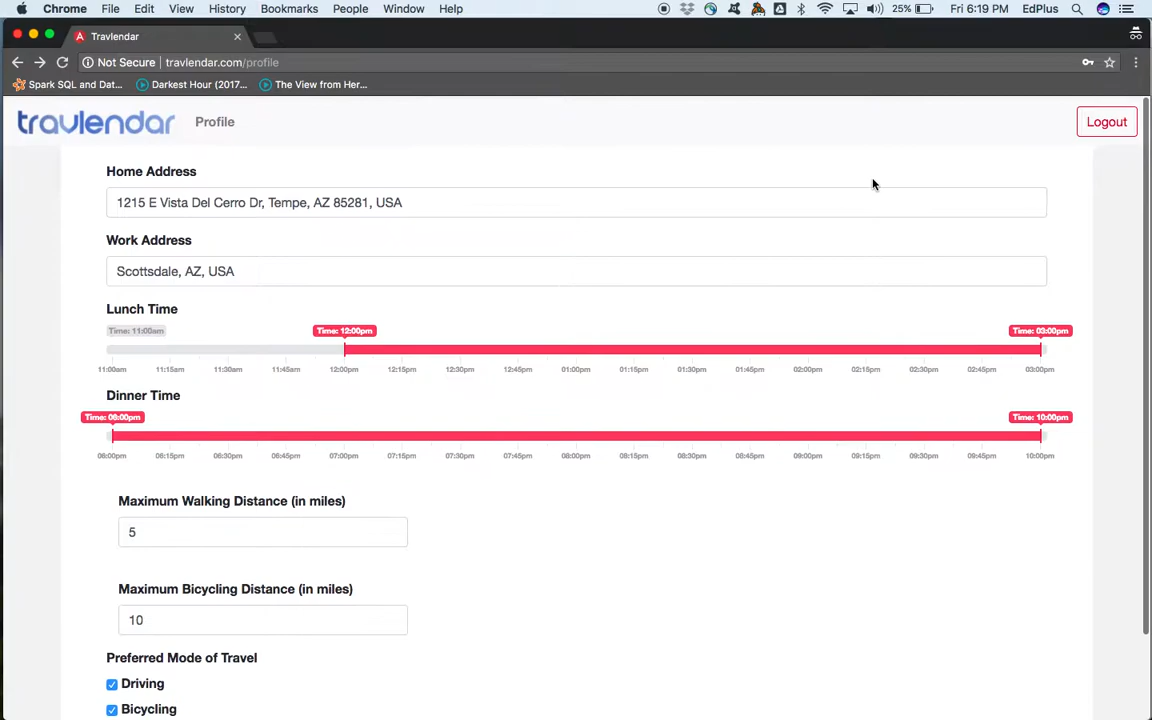 Chrome File Edit View History Bookmarks People Window Help 25% Fri 6:19 PM EdPlus
Travlendar
Not Secure | travlendar.com/profile
Spark SQL and Dat... Darkest Hour (2017... The View from Her...
travlendar Profile Logout
Home Address
1215 E Vista Del Cerro Dr, Tempe, AZ 85281, USA
Work Address
Scottsdale, AZ, USA
Lunch Time
Time: 11:00am Time: 12:00pm Time: 03:00pm
11:00am 11:15am 11:30am 11:45am 12:00pm 12:15pm 12:30pm 12:45pm 01:00pm 01:15pm 01:30pm 01:45pm 02:00pm 02:15pm 02:30pm 02:45pm 03:00pm
Dinner Time
Time: 06:00pm Time: 10:00pm
06:00pm 06:15pm 06:30pm 06:45pm 07:00pm 07:15pm 07:30pm 07:45pm 08:00pm 08:15pm 08:30pm 08:45pm 09:00pm 09:15pm 09:30pm 09:45pm 10:00pm
Maximum Walking Distance (in miles)
5
Maximum Bicycling Distance (in miles)
10
Preferred Mode of Travel
Driving
Bicycling